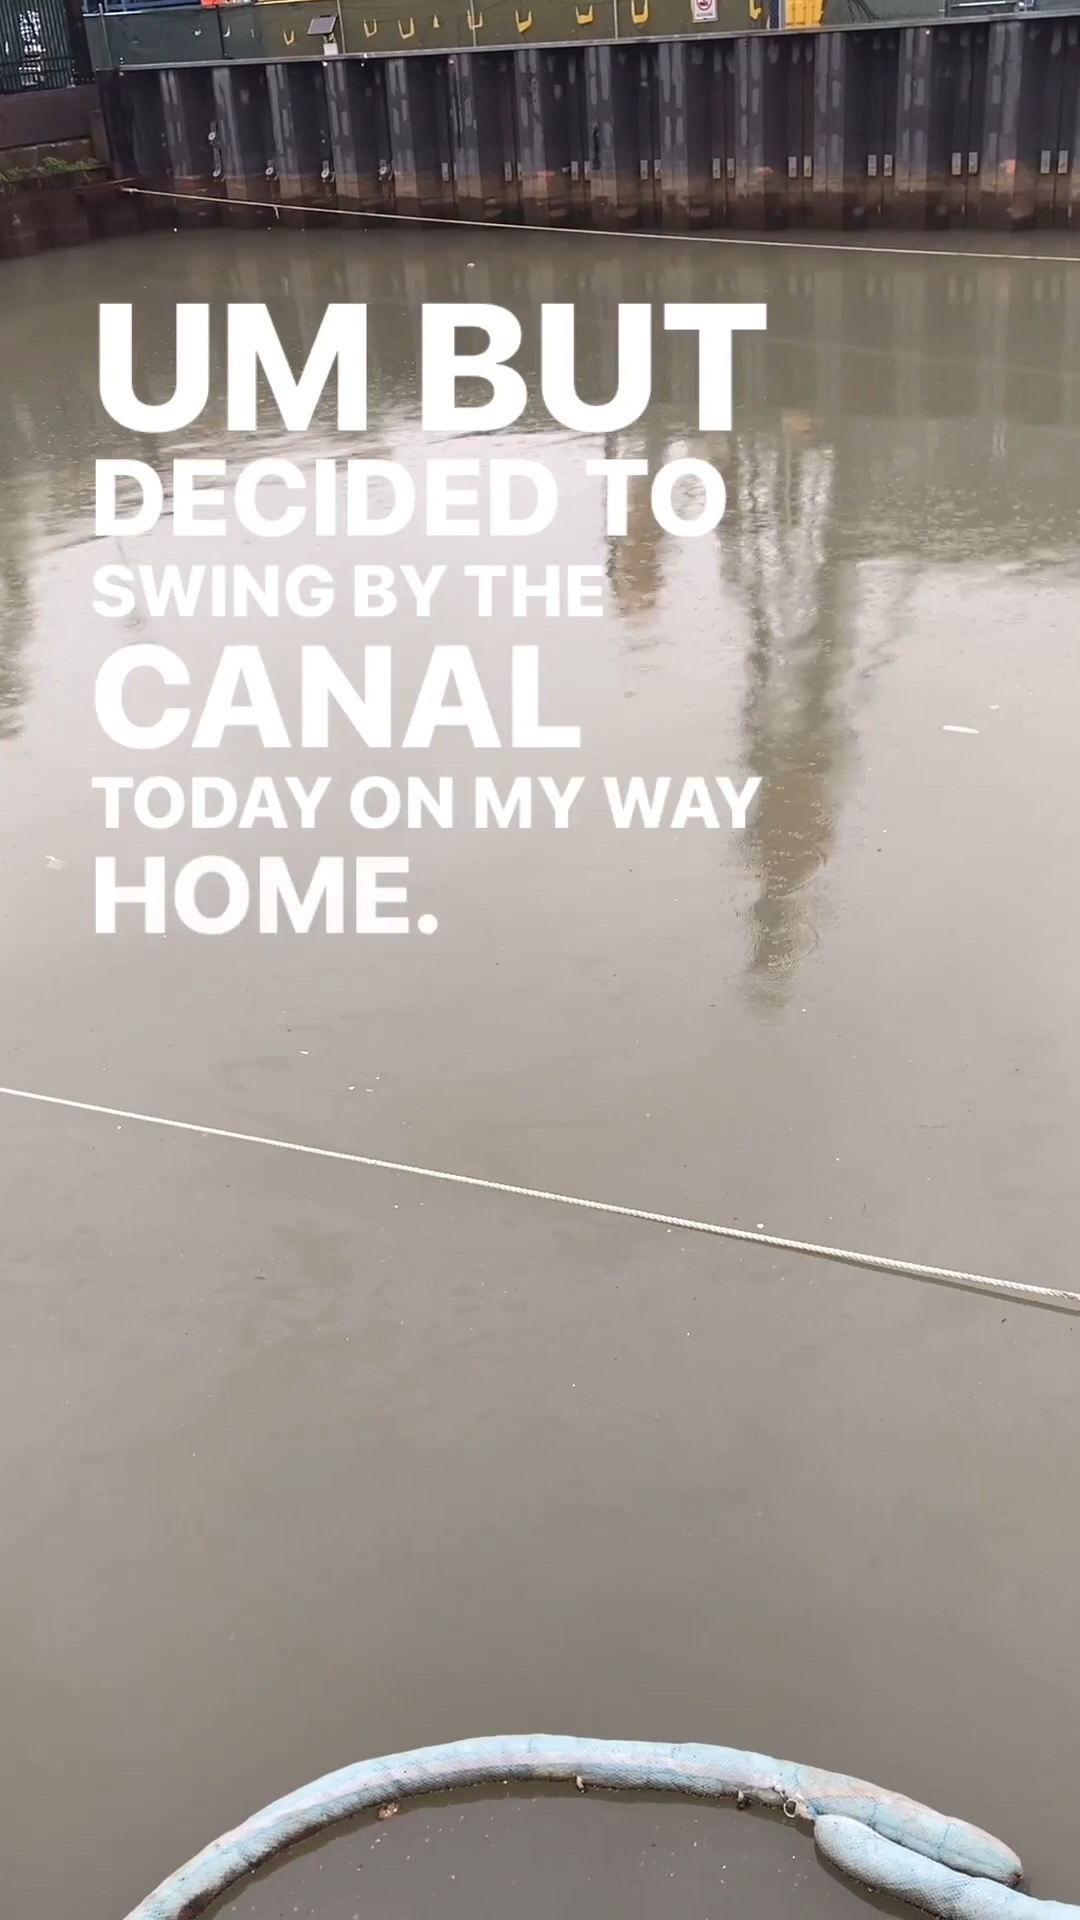 UM BUT
DECIDED TO
SWING BY THE
CANAL
TODAY ON MY WAY
HOME.